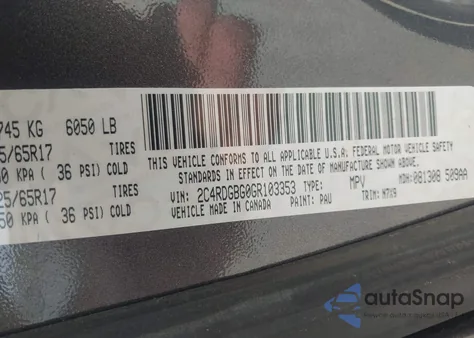 745 KG 6050 LB
5/65R17 TIRES
50 KPA ( 36 PSI) COLD
25/65R17 TIRES
50 KPA ( 36 PSI) COLD
THIS VEHICLE CONFORMS TO ALL APPLICABLE U.S.A. FEDERAL MOTOR VEHICLE SAFETY
STANDARDS IN EFFECT ON THE DATE OF MANUFACTURE SHOWN ABOVE.
VIN: 2C4RDGBG0GR103353 TYPE: MPV MDH: 081308 509AA
VEHICLE MADE IN CANADA PAINT: PAU TRIM: M7X9
autoSnap